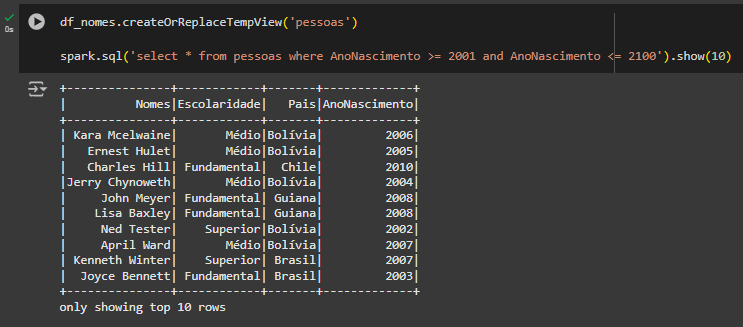 df_nomes.createOrReplaceTempView('pessoas')
0s
spark.sql('select * from pessoas where AnoNascimento >= 2001 and AnoNascimento <= 2100').show(10)
+---------------+------------+-------+-------------+
|          Nomes|Escolaridade|   Pais|AnoNascimento|
+---------------+------------+-------+-------------+
| Kara Mcelwaine|       Médio|Bolívia|         2006|
|   Ernest Hulet|       Médio|Bolívia|         2005|
|   Charles Hill| Fundamental|  Chile|         2010|
|Jerry Chynoweth|       Médio|Bolívia|         2004|
|     John Meyer| Fundamental| Guiana|         2008|
|    Lisa Baxley| Fundamental| Guiana|         2008|
|     Ned Tester|    Superior|Bolívia|         2002|
|     April Ward|       Médio|Bolívia|         2007|
| Kenneth Winter|    Superior| Brasil|         2007|
|  Joyce Bennett| Fundamental| Brasil|         2003|
+---------------+------------+-------+-------------+
only showing top 10 rows